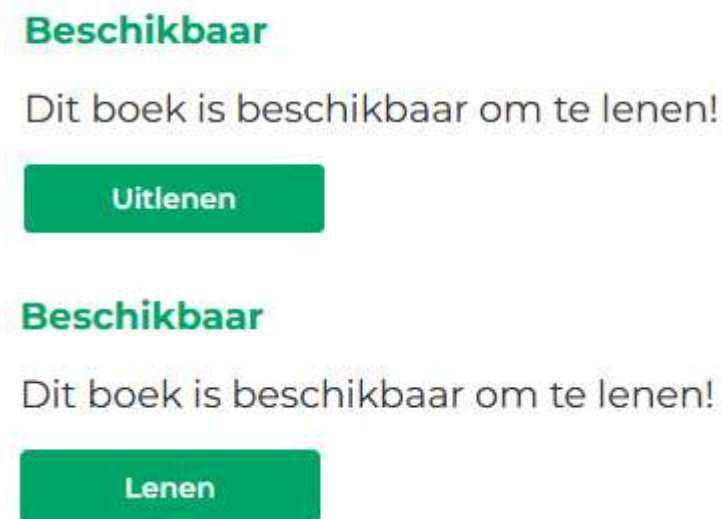 Beschikbaar
Dit boek is beschikbaar om te lenen!
Uitlenen
Beschikbaar
Dit boek is beschikbaar om te lenen!
Lenen